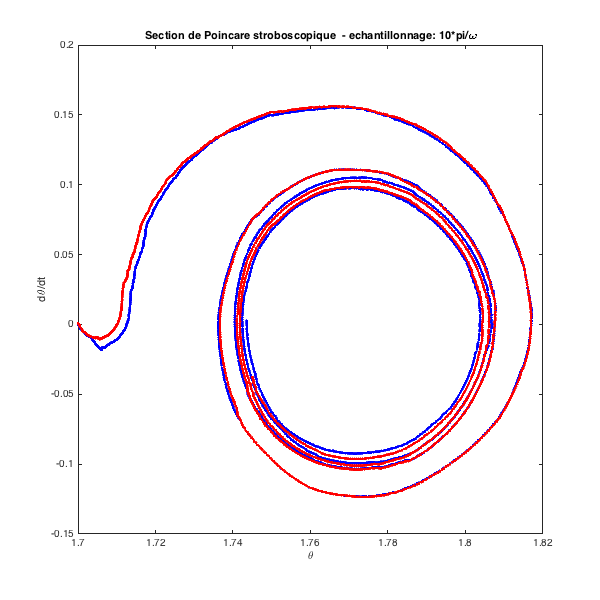 Section de Poincare stroboscopique - echantillonnage: 10*pi/ω
0.2
0.15
0.1
0.05
0
-0.05
-0.1
-0.15
dθ/dt
1.7 1.72 1.74 1.76 1.78 1.8 1.82
θ